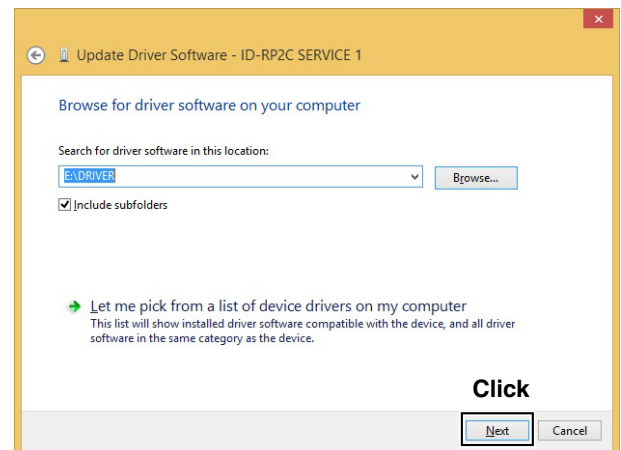 Update Driver Software - ID-RP2C SERVICE 1
Browse for driver software on your computer
Search for driver software in this location:
E:\DRIVER
Browse...
Include subfolders
Let me pick from a list of device drivers on my computer
This list will show installed driver software compatible with the device, and all driver
software in the same category as the device.
Click
Next
Cancel